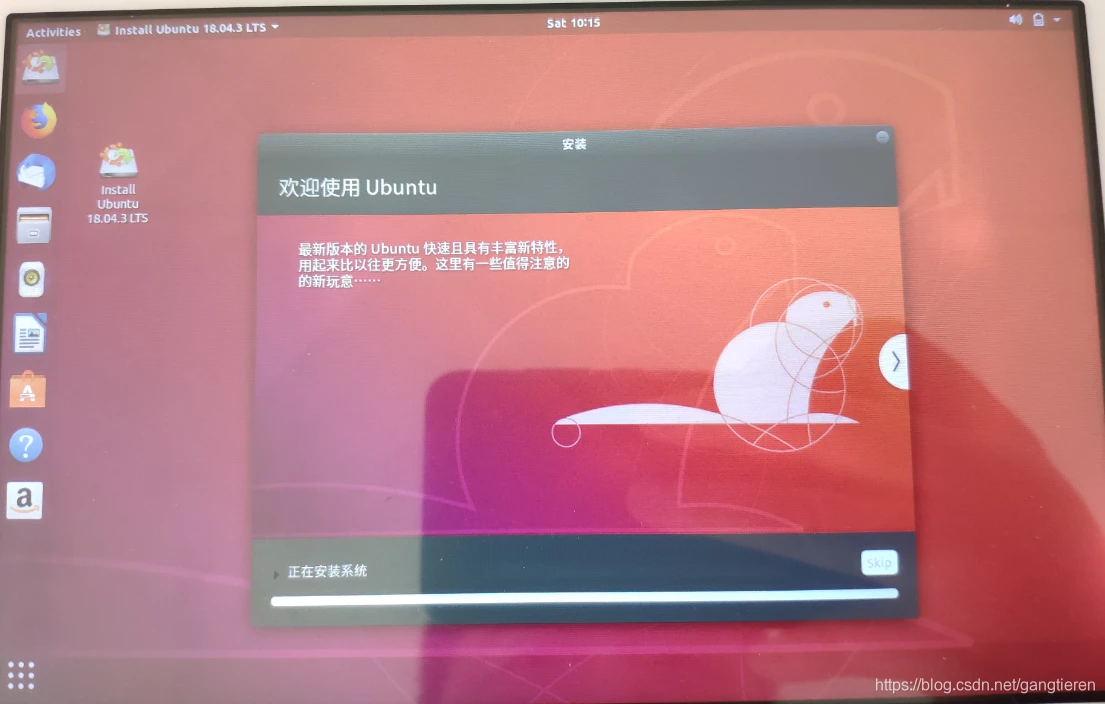 Activities
Install Ubuntu 18.04.3 LTS
Sat 10:15
Install
Ubuntu
18.04.3 LTS
安装
欢迎使用 Ubuntu
最新版本的 Ubuntu 快速且具有丰富新特性，
用起来比以往更方便。这里有一些值得注意的
的新玩意……
正在安装系统
Skip
https://blog.csdn.net/gangtieren